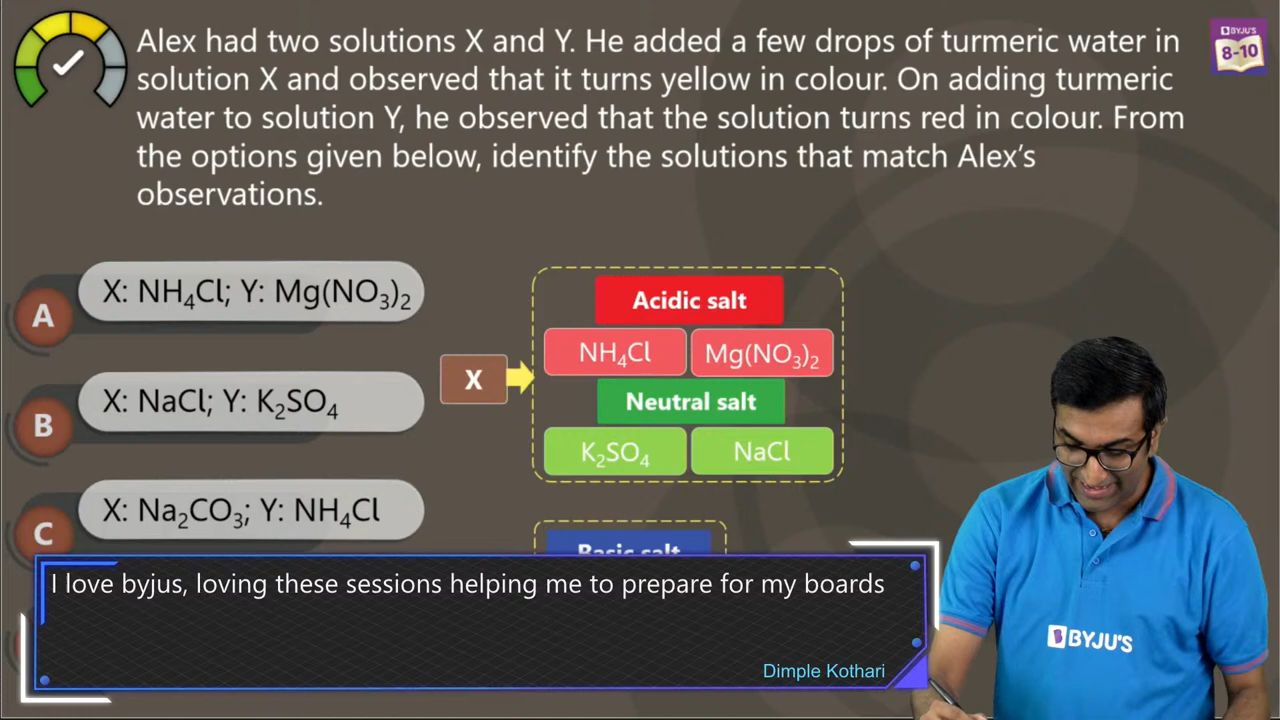 Alex had two solutions X and Y. He added a few drops of turmeric water in
solution X and observed that it turns yellow in colour. On adding turmeric
water to solution Y, he observed that the solution turns red in colour. From
the options given below, identify the solutions that match Alex's
observations.
BYJU'S
8-10
A
X: NH₄Cl; Y: Mg(NO₃)₂
B
X: NaCl; Y: K₂SO₄
C
X: Na₂CO₃; Y: NH₄Cl
X
Acidic salt
NH₄Cl
Mg(NO₃)₂
Neutral salt
K₂SO₄
NaCl
Basic salt
I love byjus, loving these sessions helping me to prepare for my boards
Dimple Kothari
BYJU'S